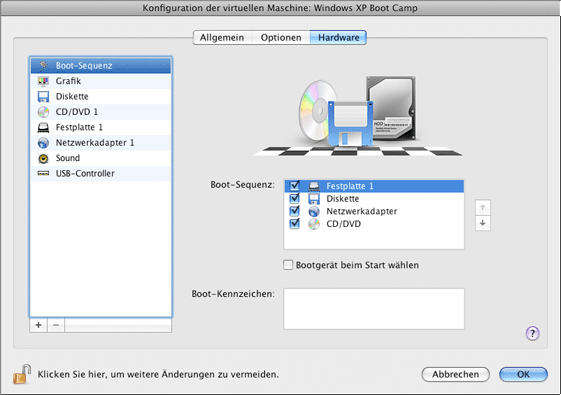 Konfiguration der virtuellen Maschine: Windows XP Boot Camp
Allgemein Optionen Hardware
Boot-Sequenz
Grafik
Diskette
CD/DVD 1
Festplatte 1
Netzwerkadapter 1
Sound
USB-Controller
HDD
Boot-Sequenz:
Festplatte 1
Diskette
Netzwerkadapter
CD/DVD
Bootgerät beim Start wählen
Boot-Kennzeichen:
+ −
?
Klicken Sie hier, um weitere Änderungen zu vermeiden.
Abbrechen OK